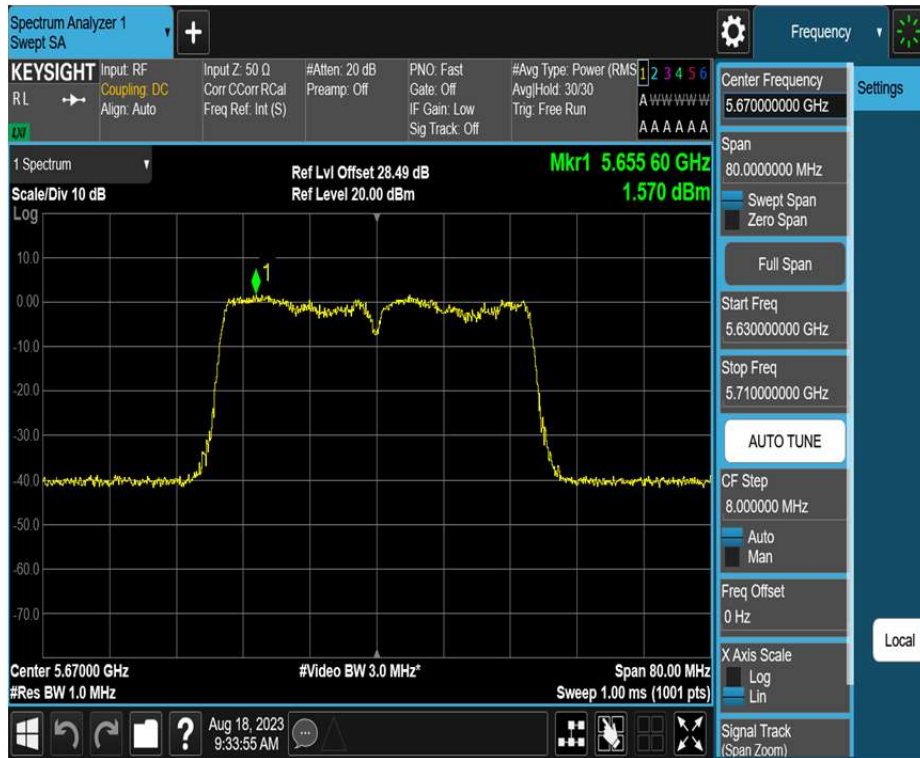 Spectrum Analyzer 1
Swept SA
+
Frequency
KEYSIGHT
RL
LXI
Input: RF
Coupling: DC
Align: Auto
Input Z: 50 Ω
Corr CCorr RCal
Freq Ref: Int (S)
#Atten: 20 dB
Preamp: Off
PNO: Fast
Gate: Off
IF Gain: Low
Sig Track: Off
#Avg Type: Power (RMS
Avg|Hold: 30/30
Trig: Free Run
1 2 3 4 5 6
A W W W W W
A A A A A A
1 Spectrum
Scale/Div 10 dB
Log
Ref Lvl Offset 28.49 dB
Ref Level 20.00 dBm
Mkr1 5.655 60 GHz
1.570 dBm
1
10.0
0.00
-10.0
-20.0
-30.0
-40.0
-50.0
-60.0
-70.0
Center 5.67000 GHz
#Res BW 1.0 MHz
#Video BW 3.0 MHz*
Span 80.00 MHz
Sweep 1.00 ms (1001 pts)
Center Frequency
5.670000000 GHz
Span
80.0000000 MHz
Swept Span
Zero Span
Full Span
Start Freq
5.630000000 GHz
Stop Freq
5.710000000 GHz
AUTO TUNE
CF Step
8.000000 MHz
Auto
Man
Freq Offset
0 Hz
X Axis Scale
Log
Lin
Signal Track
(Span Zoom)
Settings
Local
?
Aug 18, 2023
9:33:55 AM